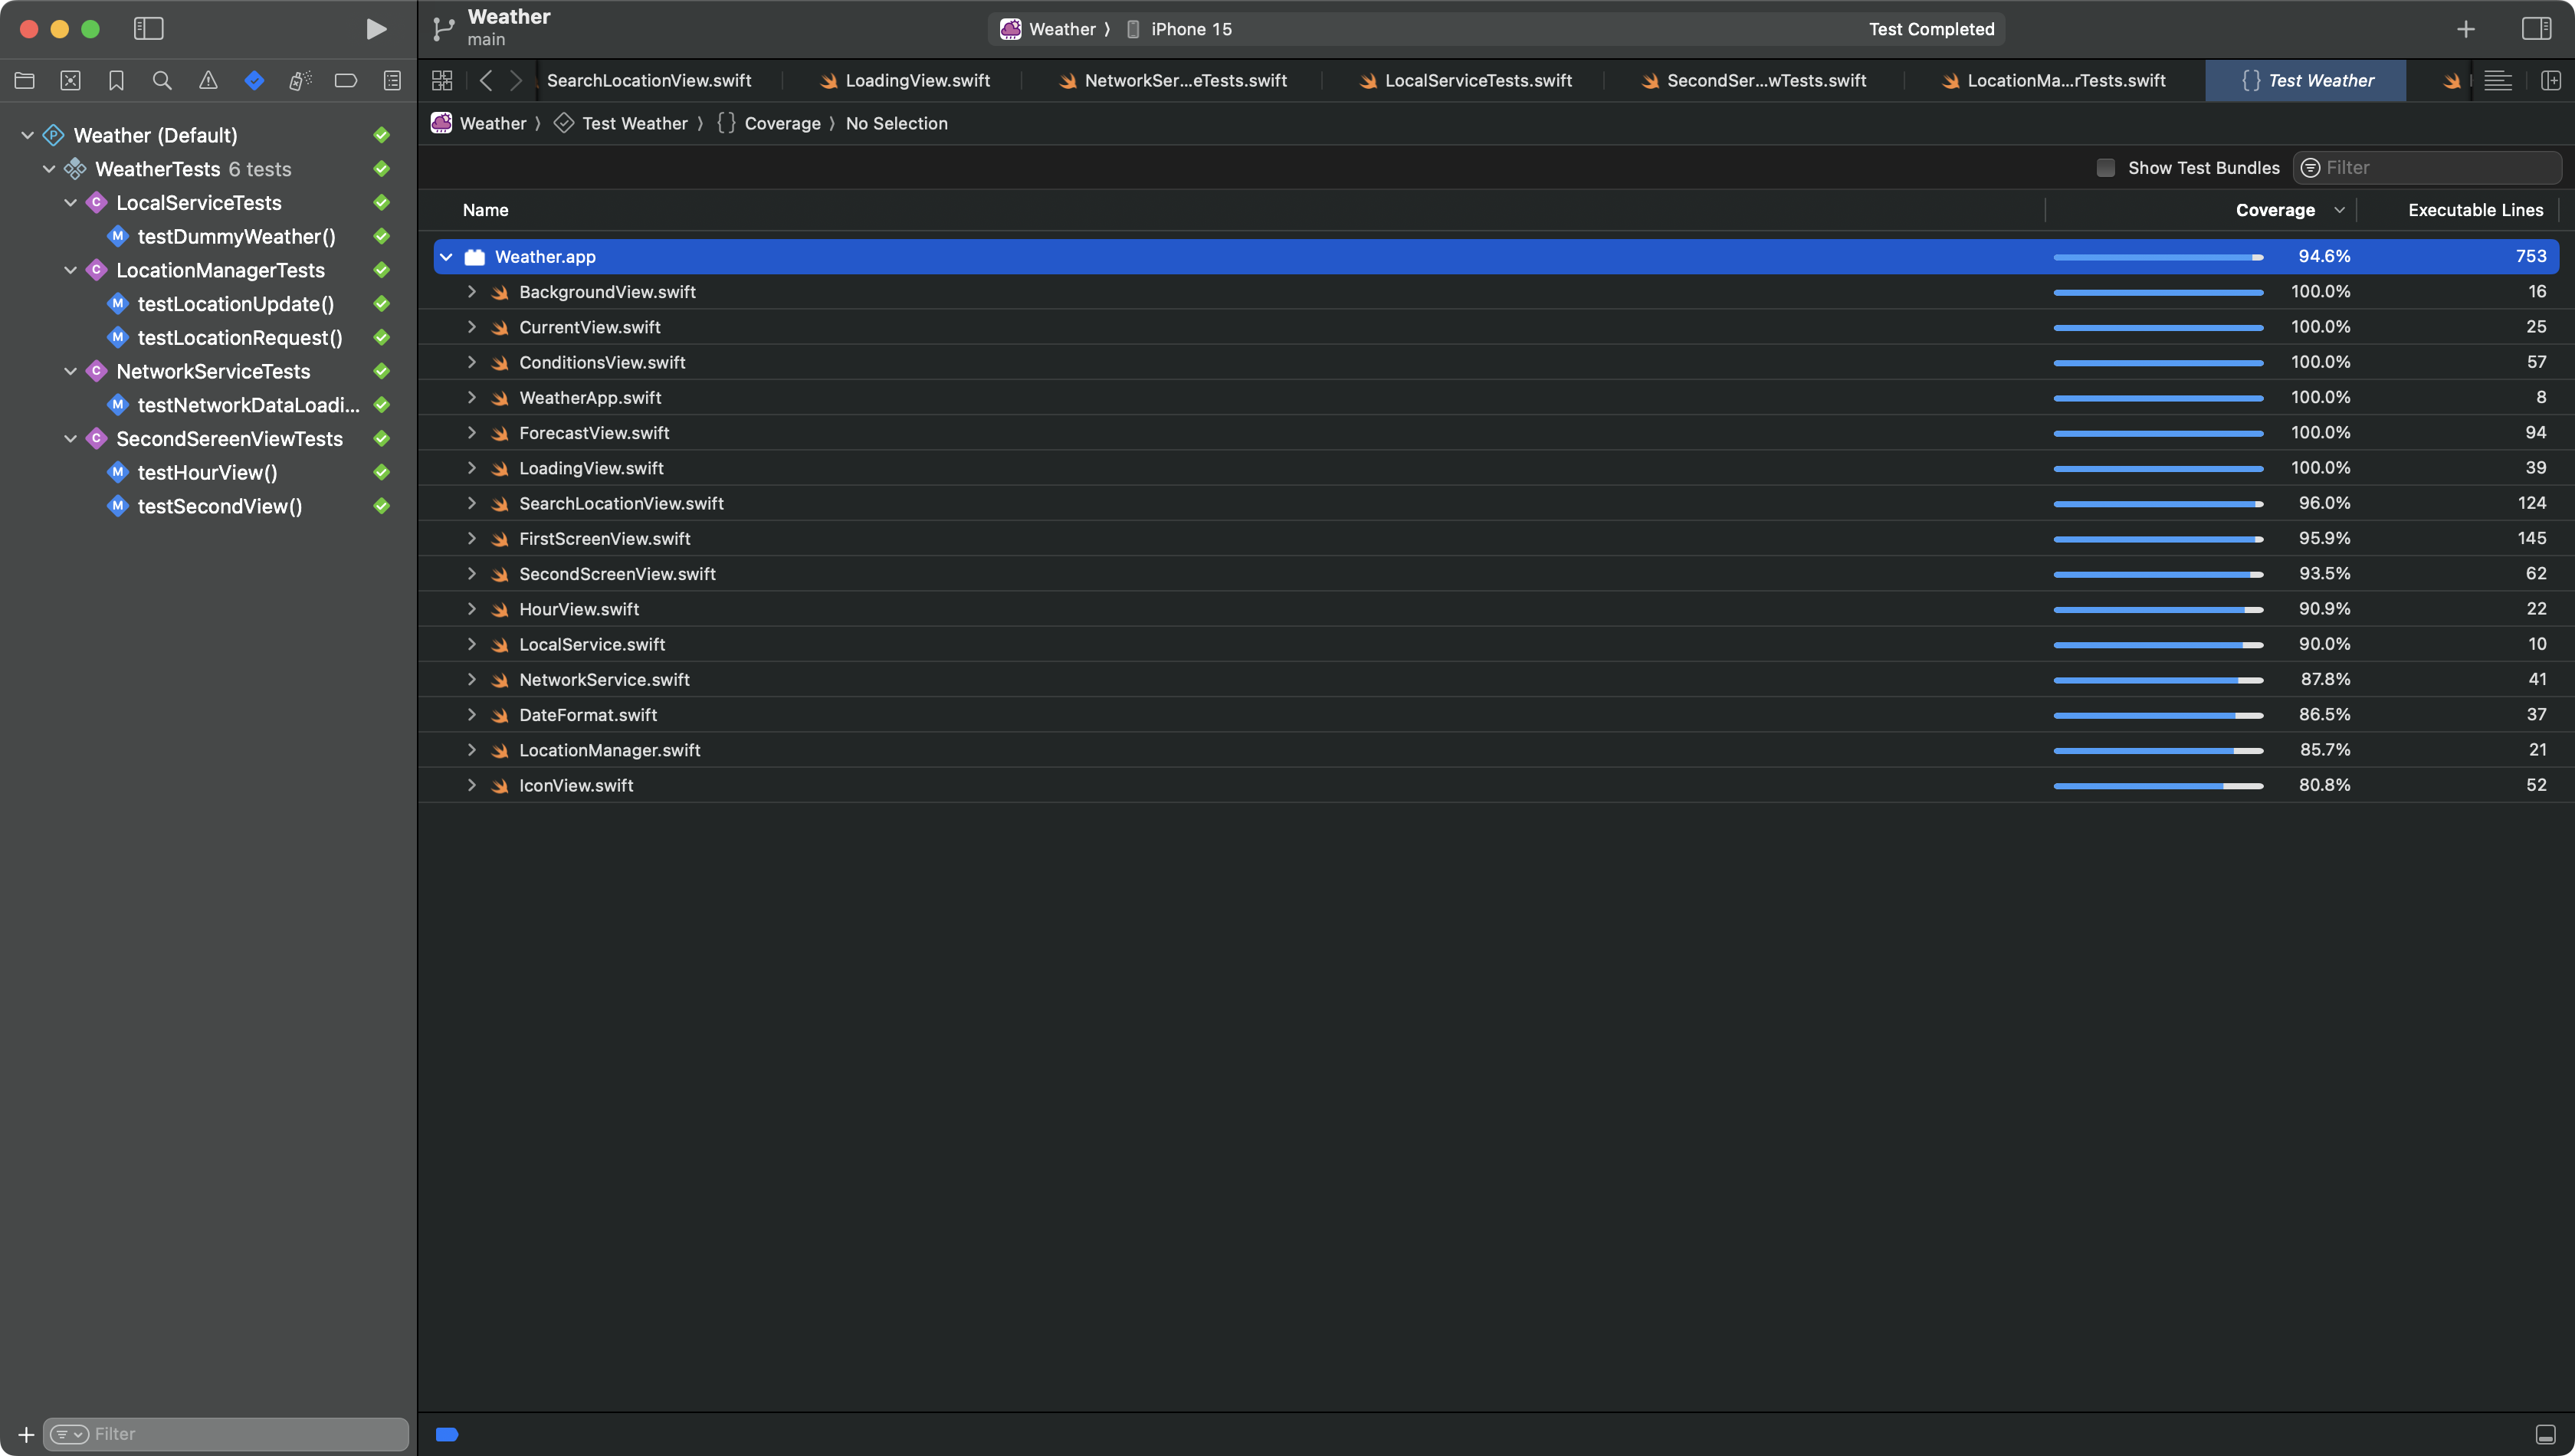 Weather
main
Weather 〉 iPhone 15
Test Completed
SearchLocationView.swift
LoadingView.swift
NetworkSer...eTests.swift
LocalServiceTests.swift
SecondSer...wTests.swift
LocationMa...rTests.swift
{} Test Weather
Weather 〉 Test Weather 〉 {} Coverage 〉 No Selection
Show Test Bundles
Filter
Weather (Default)
WeatherTests 6 tests
LocalServiceTests
testDummyWeather()
LocationManagerTests
testLocationUpdate()
testLocationRequest()
NetworkServiceTests
testNetworkDataLoadi...
SecondSereenViewTests
testHourView()
testSecondView()
Name Coverage Executable Lines
Weather.app 94.6% 753
BackgroundView.swift 100.0% 16
CurrentView.swift 100.0% 25
ConditionsView.swift 100.0% 57
WeatherApp.swift 100.0% 8
ForecastView.swift 100.0% 94
LoadingView.swift 100.0% 39
SearchLocationView.swift 96.0% 124
FirstScreenView.swift 95.9% 145
SecondScreenView.swift 93.5% 62
HourView.swift 90.9% 22
LocalService.swift 90.0% 10
NetworkService.swift 87.8% 41
DateFormat.swift 86.5% 37
LocationManager.swift 85.7% 21
IconView.swift 80.8% 52
Filter